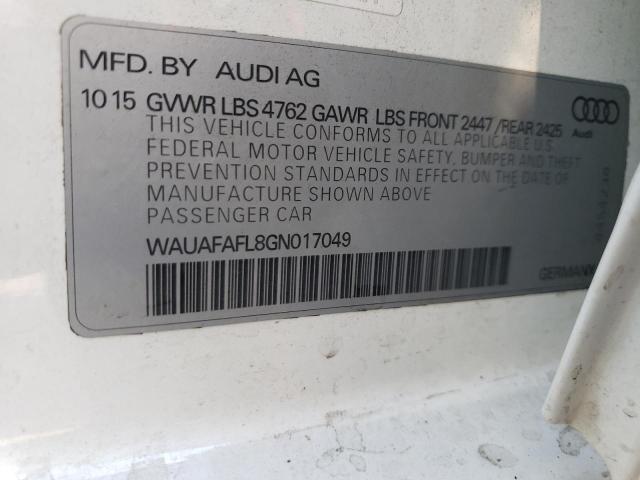 MFD. BY AUDI AG
10 15 GVWR LBS 4762 GAWR LBS FRONT 2447 /REAR 2425
Audi
THIS VEHICLE CONFORMS TO ALL APPLICABLE U.S.
FEDERAL MOTOR VEHICLE SAFETY, BUMPER AND THEFT
PREVENTION STANDARDS IN EFFECT ON THE DATE OF
MANUFACTURE SHOWN ABOVE
PASSENGER CAR
WAUAFAFL8GN017049
GERMANY